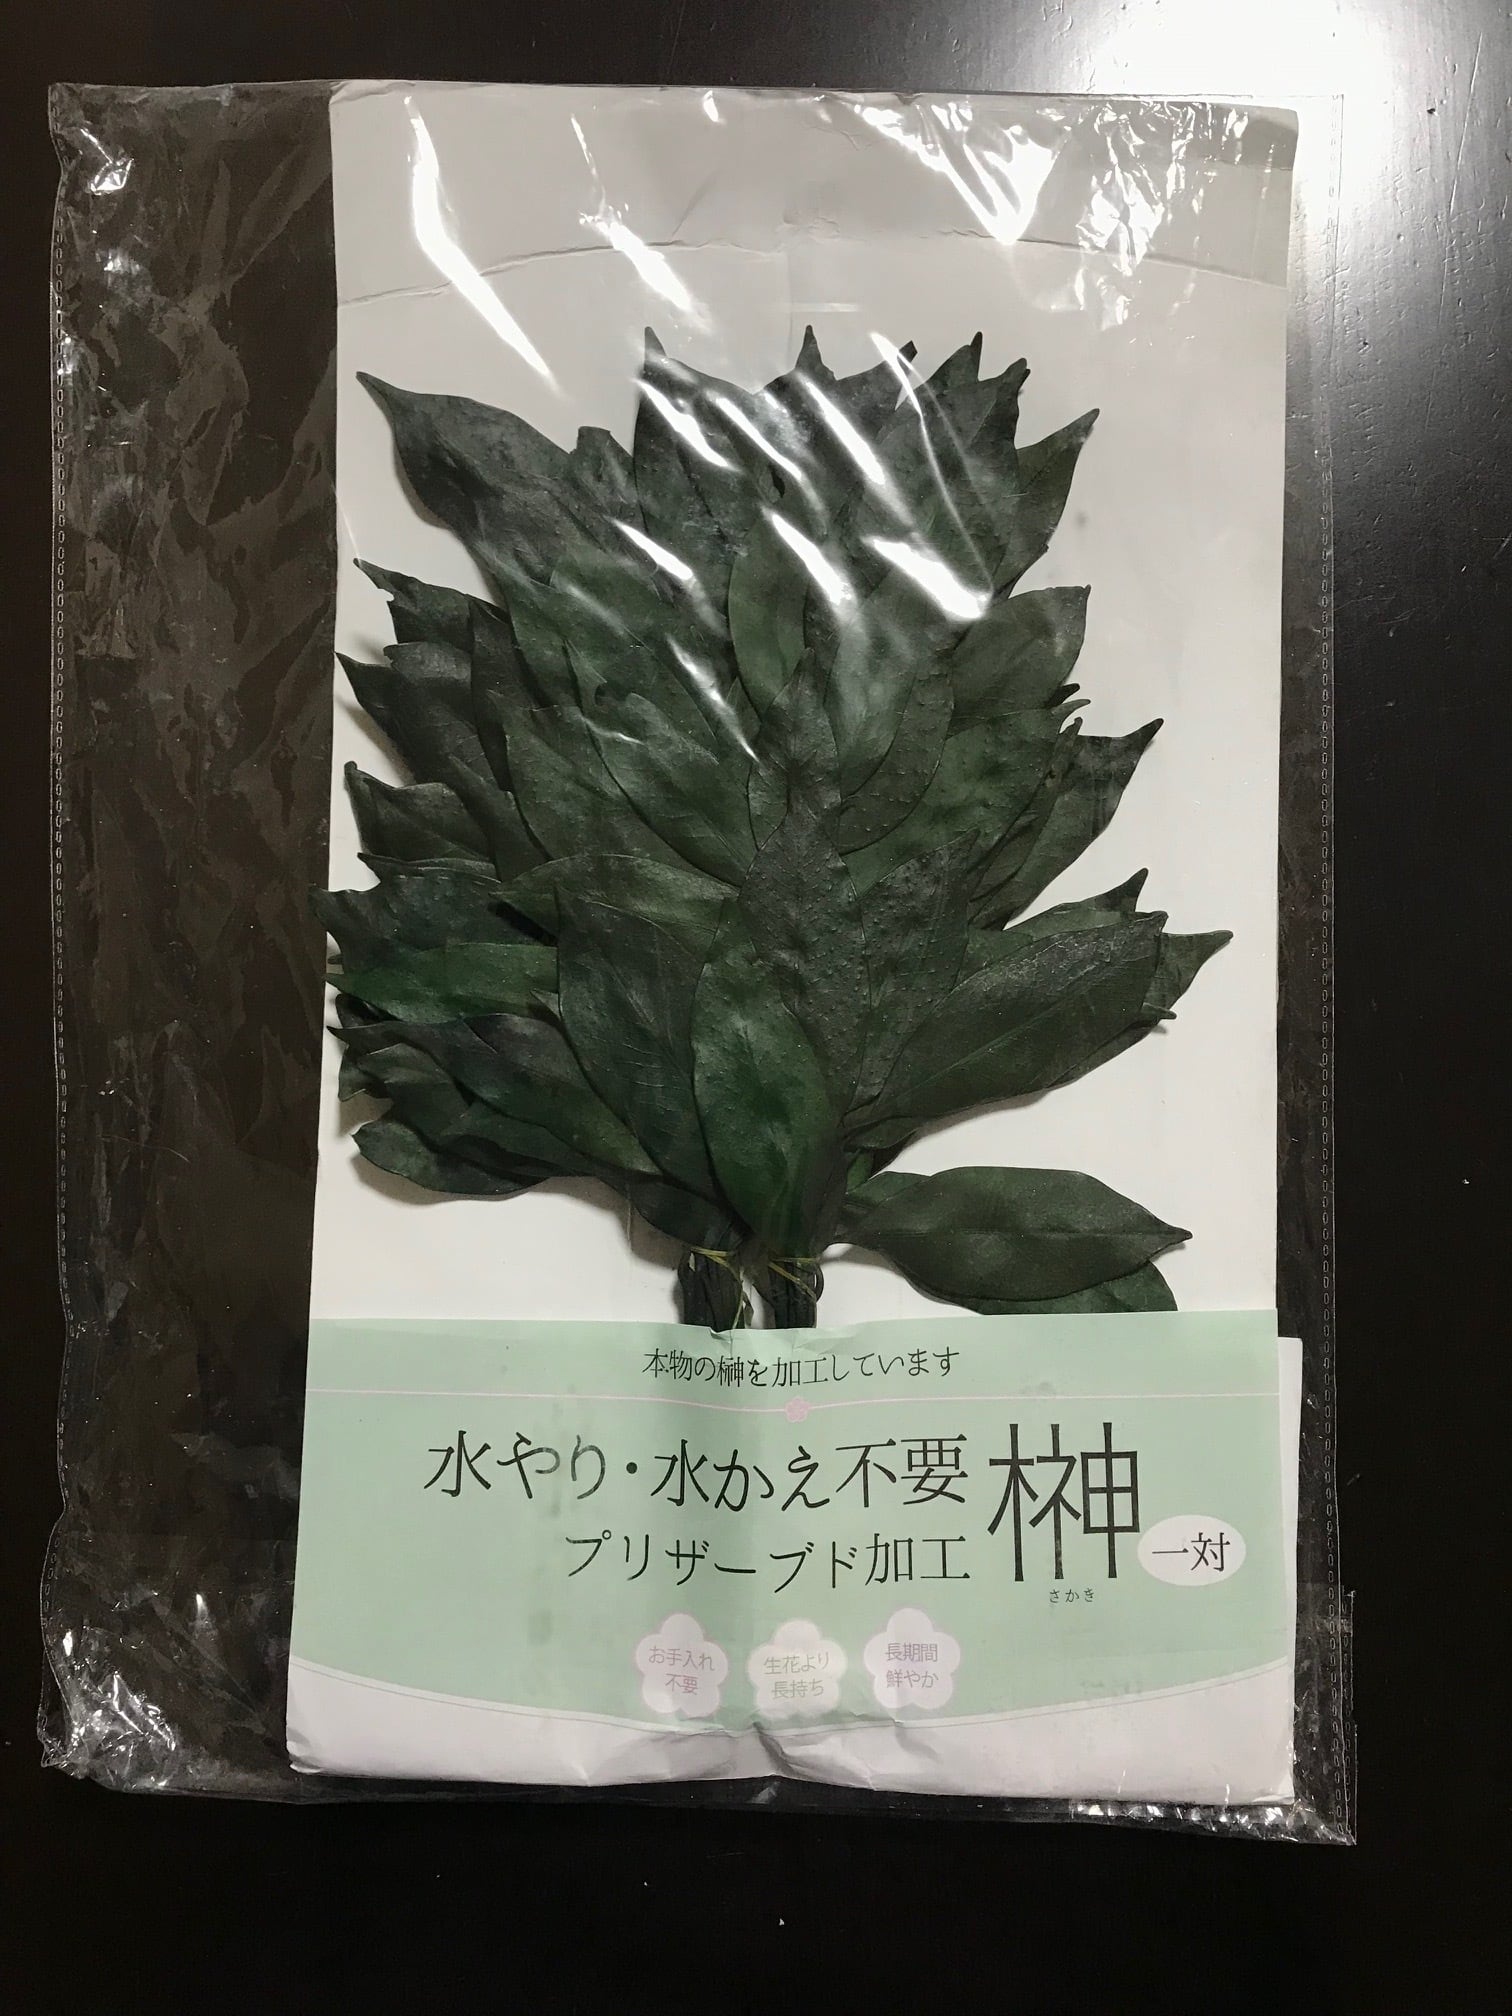 本物の榊を加工しています
水やり・水かえ不要
プリザーブド加工
榊
さかき
一対
お手入れ
不要
生花より
長持ち
長期間
鮮やか